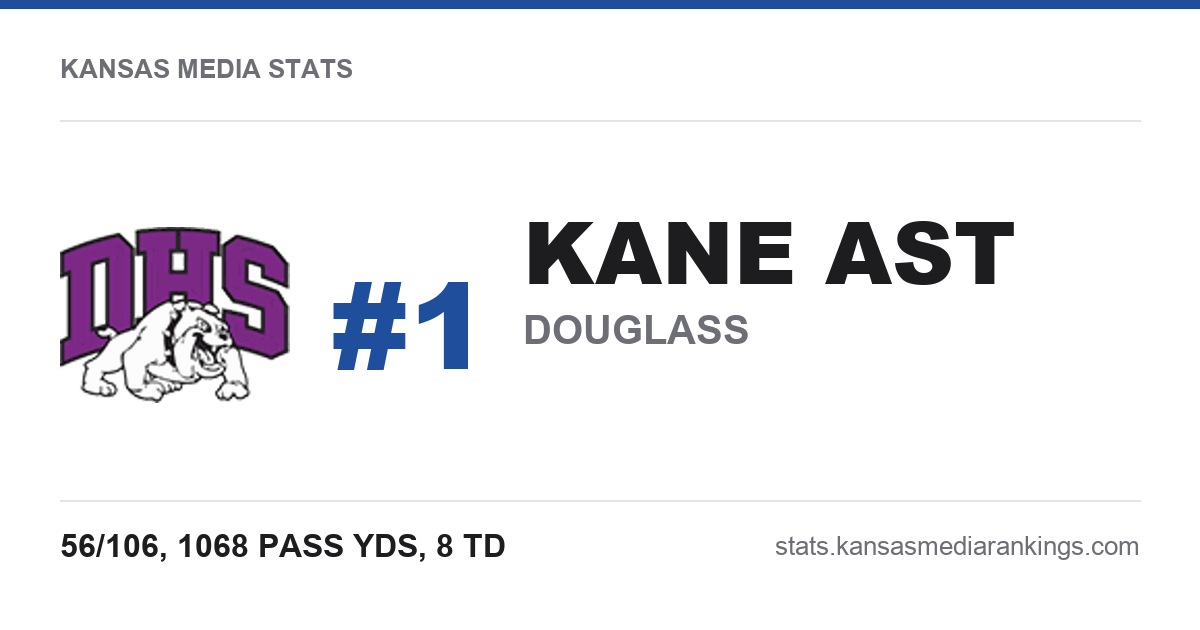 KANSAS MEDIA STATS
DHS
#1
KANE AST
DOUGLASS
56/106, 1068 PASS YDS, 8 TD
stats.kansasmediarankings.com